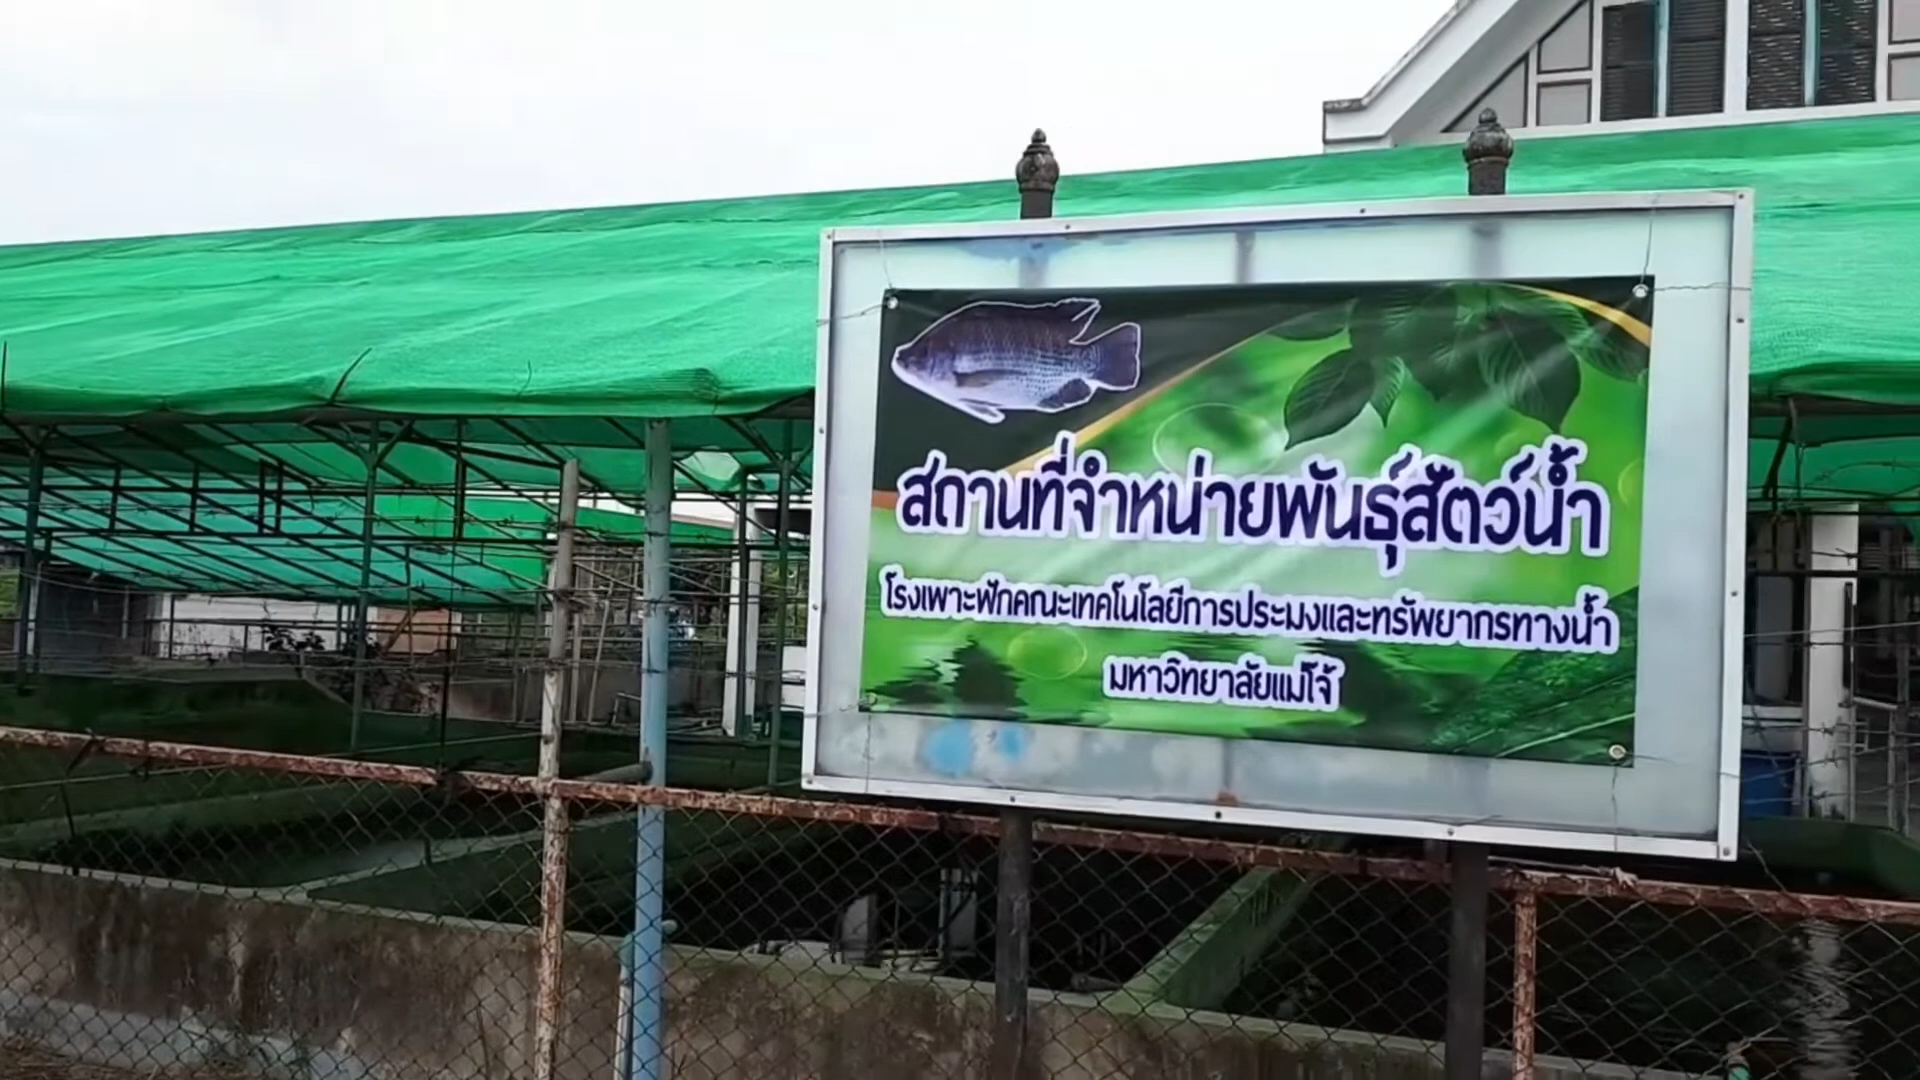 สถานที่จำหน่ายพันธุ์สัตว์น้ำ
โรงเพาะฟักคณะเทคโนโลยีการประมงและทรัพยากรทางน้ำ
มหาวิทยาลัยแม่โจ้